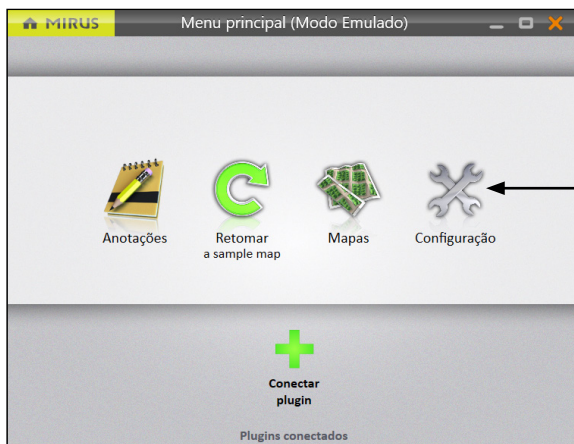 MIRUS
Menu principal (Modo Emulado)
Anotações
Retomar
a sample map
Mapas
Configuração
Conectar
plugin
Plugins conectados